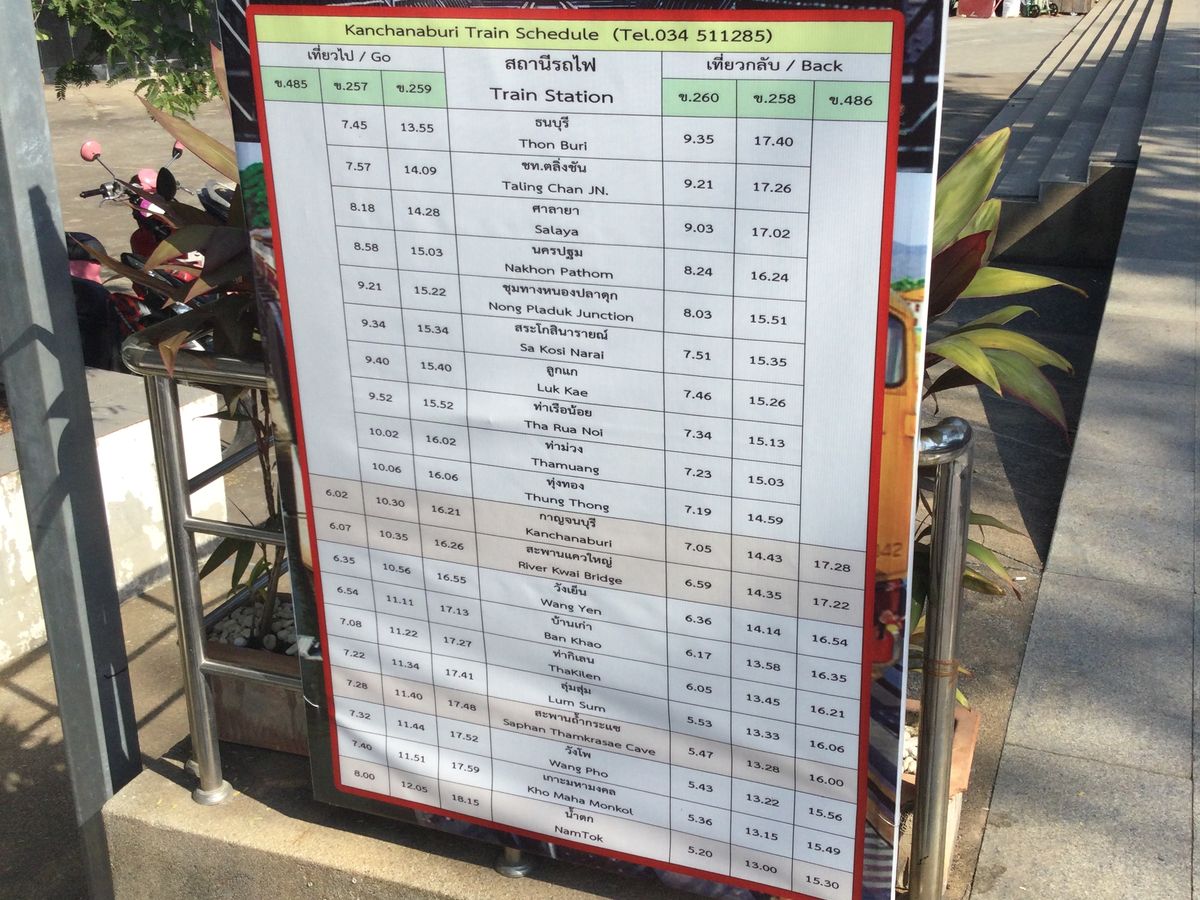 Kanchanaburi Train Schedule (Tel.034 511285)
เที่ยวไป / Go สถานีรถไฟ Train Station เที่ยวกลับ / Back
ข.485 ข.257 ข.259 ข.260 ข.258 ข.486
7.45 13.55 ธนบุรี Thon Buri 9.35 17.40
7.57 14.09 ชท.ตลิ่งชัน Taling Chan JN. 9.21 17.26
8.18 14.28 ศาลายา Salaya 9.03 17.02
8.58 15.03 นครปฐม Nakhon Pathom 8.24 16.24
9.21 15.22 ชุมทางหนองปลาดุก Nong Pladuk Junction 8.03 15.51
9.34 15.34 สระโกสินารายณ์ Sa Kosi Narai 7.51 15.35
9.40 15.40 ลูกแก Luk Kae 7.46 15.26
9.52 15.52 ท่าเรือน้อย Tha Rua Noi 7.34 15.13
10.02 16.02 ท่าม่วง Thamuang 7.23 15.03
10.06 16.06 ทุ่งทอง Thung Thong 7.19 14.59
6.02 10.30 16.21 กาญจนบุรี Kanchanaburi 7.05 14.43 17.28
6.07 10.35 16.26 สะพานแควใหญ่ River Kwai Bridge 6.59 14.35 17.22
6.35 10.56 16.55 วังเย็น Wang Yen 6.36 14.14 16.54
6.54 11.11 17.13 บ้านเก่า Ban Khao 6.17 13.58 16.35
7.08 11.22 17.27 ท่ากิเลน ThaKilen 6.05 13.45 16.21
7.22 11.34 17.41 ลุ่มสุ่ม Lum Sum 5.53 13.33 16.06
7.28 11.40 17.48 สะพานถ้ำกระแซ Saphan Thamkrasae Cave 5.47 13.28 16.00
7.32 11.44 17.52 วังโพ Wang Pho 5.43 13.22 15.56
7.40 11.51 17.59 เกาะมหามงคล Kho Maha Monkol 5.36 13.15 15.49
8.00 12.05 18.15 น้ำตก NamTok 5.20 13.00 15.30